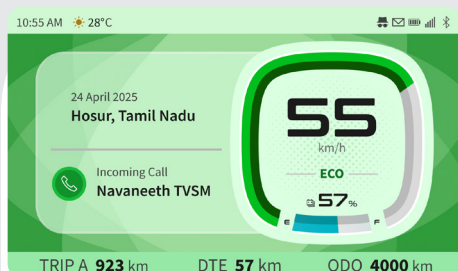 10:55 AM 28°C
24 April 2025
Hosur, Tamil Nadu
Incoming Call
Navaneeth TVSM
55
km/h
ECO
57%
E F
TRIP A 923 km DTE 57 km ODO 4000 km